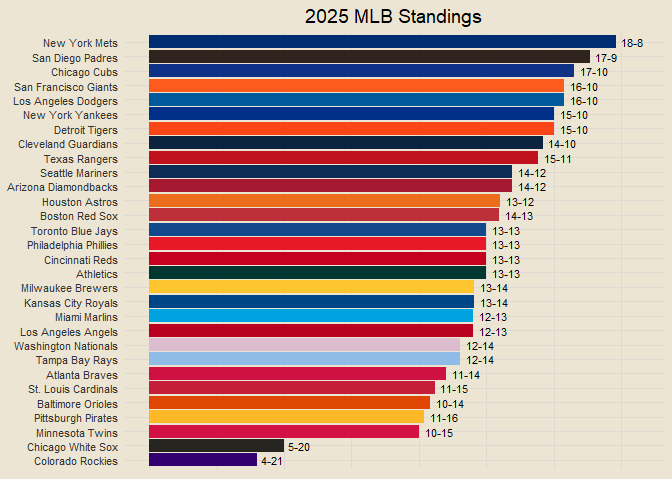 2025 MLB Standings
New York Mets 18-8
San Diego Padres 17-9
Chicago Cubs 17-10
San Francisco Giants 16-10
Los Angeles Dodgers 16-10
New York Yankees 15-10
Detroit Tigers 15-10
Cleveland Guardians 14-10
Texas Rangers 15-11
Seattle Mariners 14-12
Arizona Diamondbacks 14-12
Houston Astros 13-12
Boston Red Sox 14-13
Toronto Blue Jays 13-13
Philadelphia Phillies 13-13
Cincinnati Reds 13-13
Athletics 13-13
Milwaukee Brewers 13-14
Kansas City Royals 13-14
Miami Marlins 12-13
Los Angeles Angels 12-13
Washington Nationals 12-14
Tampa Bay Rays 12-14
Atlanta Braves 11-14
St. Louis Cardinals 11-15
Baltimore Orioles 10-14
Pittsburgh Pirates 11-16
Minnesota Twins 10-15
Chicago White Sox 5-20
Colorado Rockies 4-21